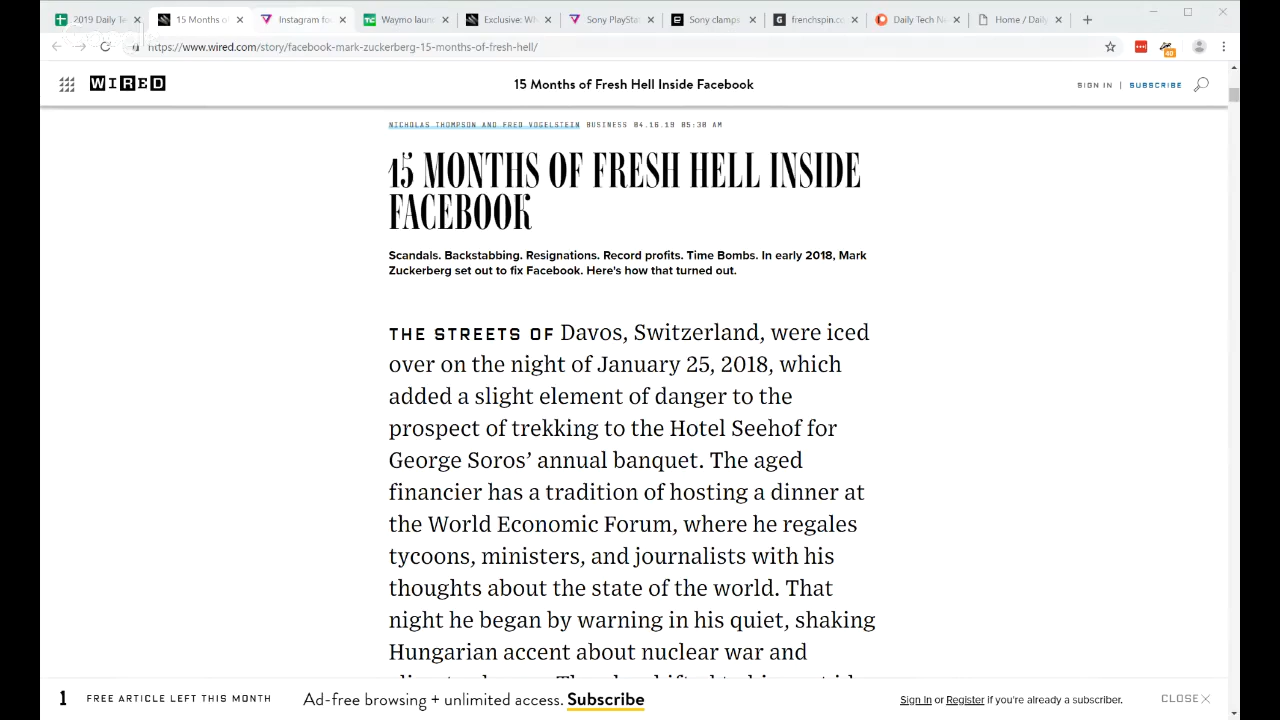 2019 Daily Te
15 Months of
Instagram fo
Waymo laun
Exclusive: Wh
Sony PlaySta
Sony clamps
frenchspin.co
Daily Tech Ne
Home / Daily
https://www.wired.com/story/facebook-mark-zuckerberg-15-months-of-fresh-hell/
40
WIRED
15 Months of Fresh Hell Inside Facebook
SIGN IN | SUBSCRIBE
NICHOLAS THOMPSON AND FRED VOGELSTEIN BUSINESS 04.16.19 05:30 AM
15 MONTHS OF FRESH HELL INSIDE
FACEBOOK
Scandals. Backstabbing. Resignations. Record profits. Time Bombs. In early 2018, Mark
Zuckerberg set out to fix Facebook. Here's how that turned out.
THE STREETS OF Davos, Switzerland, were iced
over on the night of January 25, 2018, which
added a slight element of danger to the
prospect of trekking to the Hotel Seehof for
George Soros’ annual banquet. The aged
financier has a tradition of hosting a dinner at
the World Economic Forum, where he regales
tycoons, ministers, and journalists with his
thoughts about the state of the world. That
night he began by warning in his quiet, shaking
Hungarian accent about nuclear war and
1 FREE ARTICLE LEFT THIS MONTH
Ad-free browsing + unlimited access. Subscribe
Sign In or Register if you're already a subscriber.
CLOSE